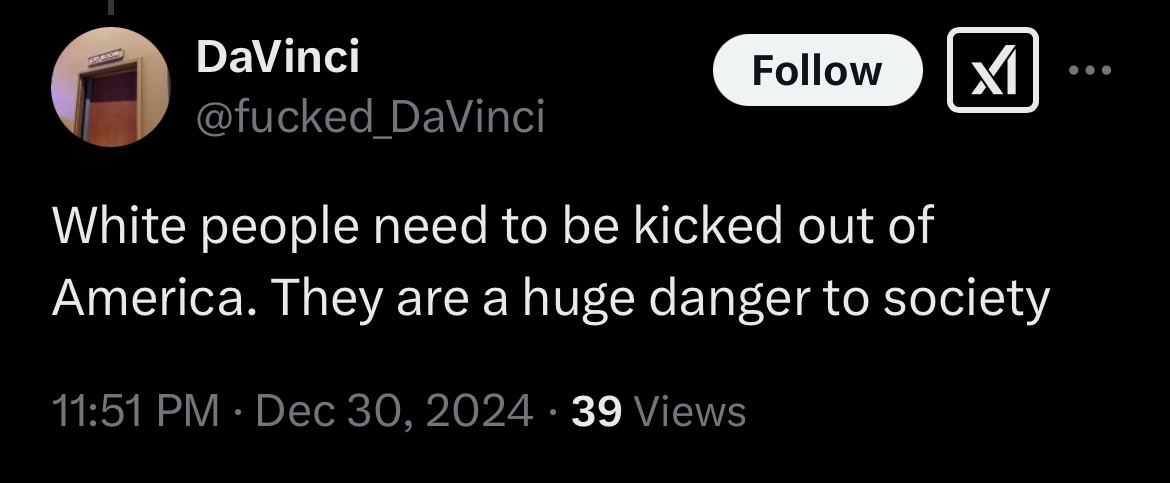 DaVinci
Follow
@fucked_DaVinci
White people need to be kicked out of
America. They are a huge danger to society
11:51 PM · Dec 30, 2024 · 39 Views